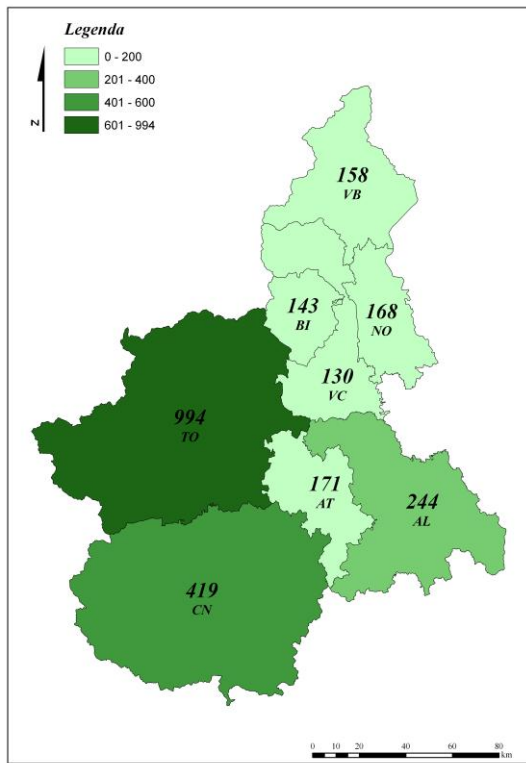 Legenda
0 - 200
201 - 400
401 - 600
601 - 994
N
158
VB
143
BI
168
NO
130
VC
994
TO
171
AT
244
AL
419
CN
0 10 20 40 60 80
km